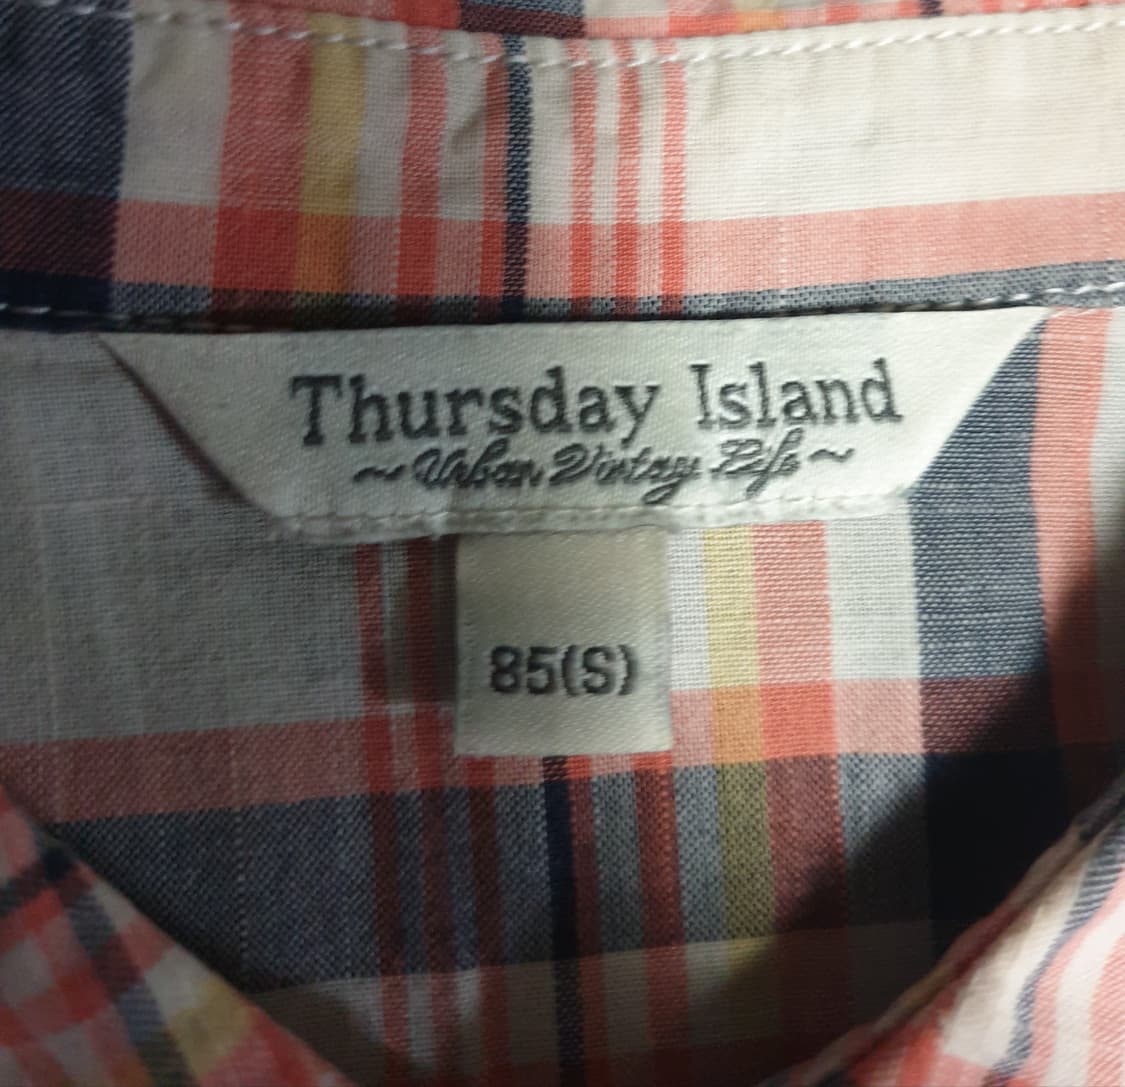 Thursday Island
~Urban Vintage Life~
85(S)